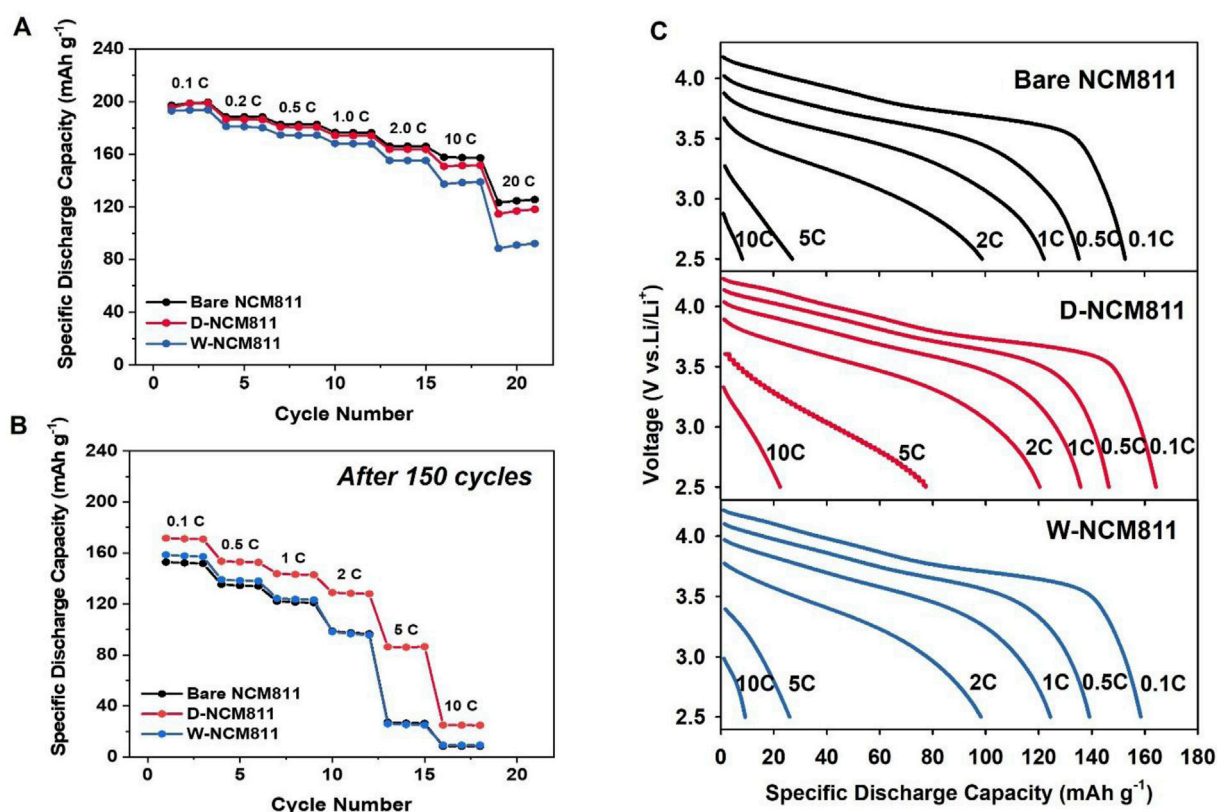 A
Specific Discharge Capacity (mAh g⁻¹)
240
200
160
120
80
40
0
0.1 C
0.2 C
0.5 C
1.0 C
2.0 C
10 C
20 C
Bare NCM811
D-NCM811
W-NCM811
0 5 10 15 20
Cycle Number
B
Specific Discharge Capacity (mAh g⁻¹)
240
200
160
120
80
40
0
After 150 cycles
0.1 C
0.5 C
1 C
2 C
5 C
10 C
Bare NCM811
D-NCM811
W-NCM811
0 5 10 15 20
Cycle Number
C
Voltage (V vs.Li/Li⁺)
4.0
3.5
3.0
2.5
Bare NCM811
10C 5C 2C 1C 0.5C 0.1C
4.0
3.5
3.0
2.5
D-NCM811
10C 5C 2C 1C 0.5C 0.1C
4.0
3.5
3.0
2.5
W-NCM811
10C 5C 2C 1C 0.5C 0.1C
0 20 40 60 80 100 120 140 160 180
Specific Discharge Capacity (mAh g⁻¹)